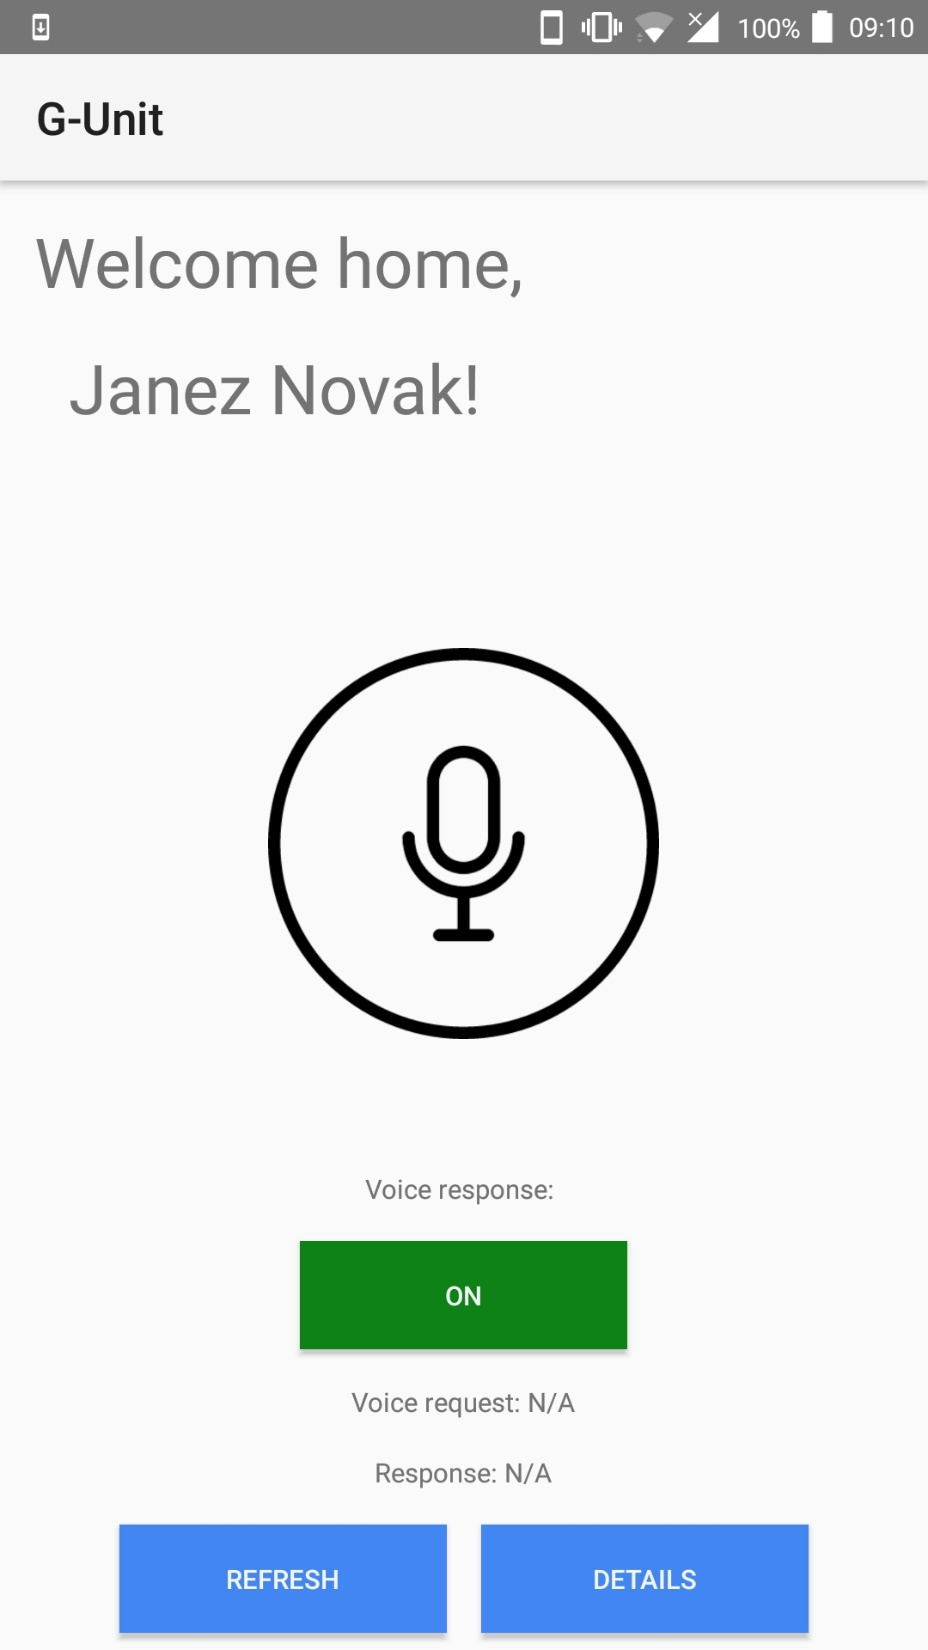 100% 09:10
G-Unit
Welcome home,
Janez Novak!
Voice response:
ON
Voice request: N/A
Response: N/A
REFRESH DETAILS